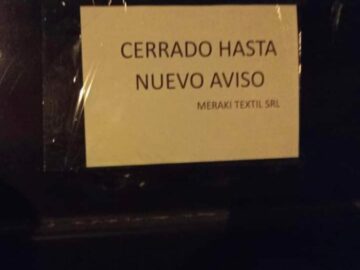 CERRADO HASTA
NUEVO AVISO
MERAKI TEXTIL SRL